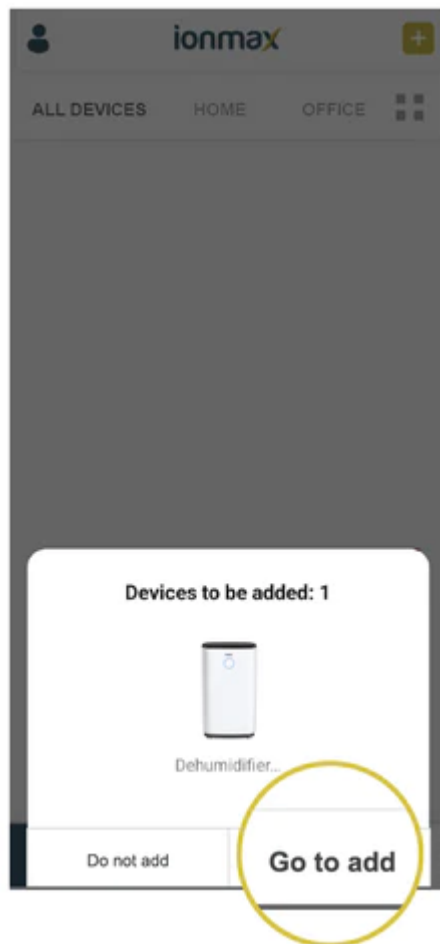 ionmax
ALL DEVICES HOME OFFICE
Devices to be added: 1
Dehumidifier...
Do not add Go to add